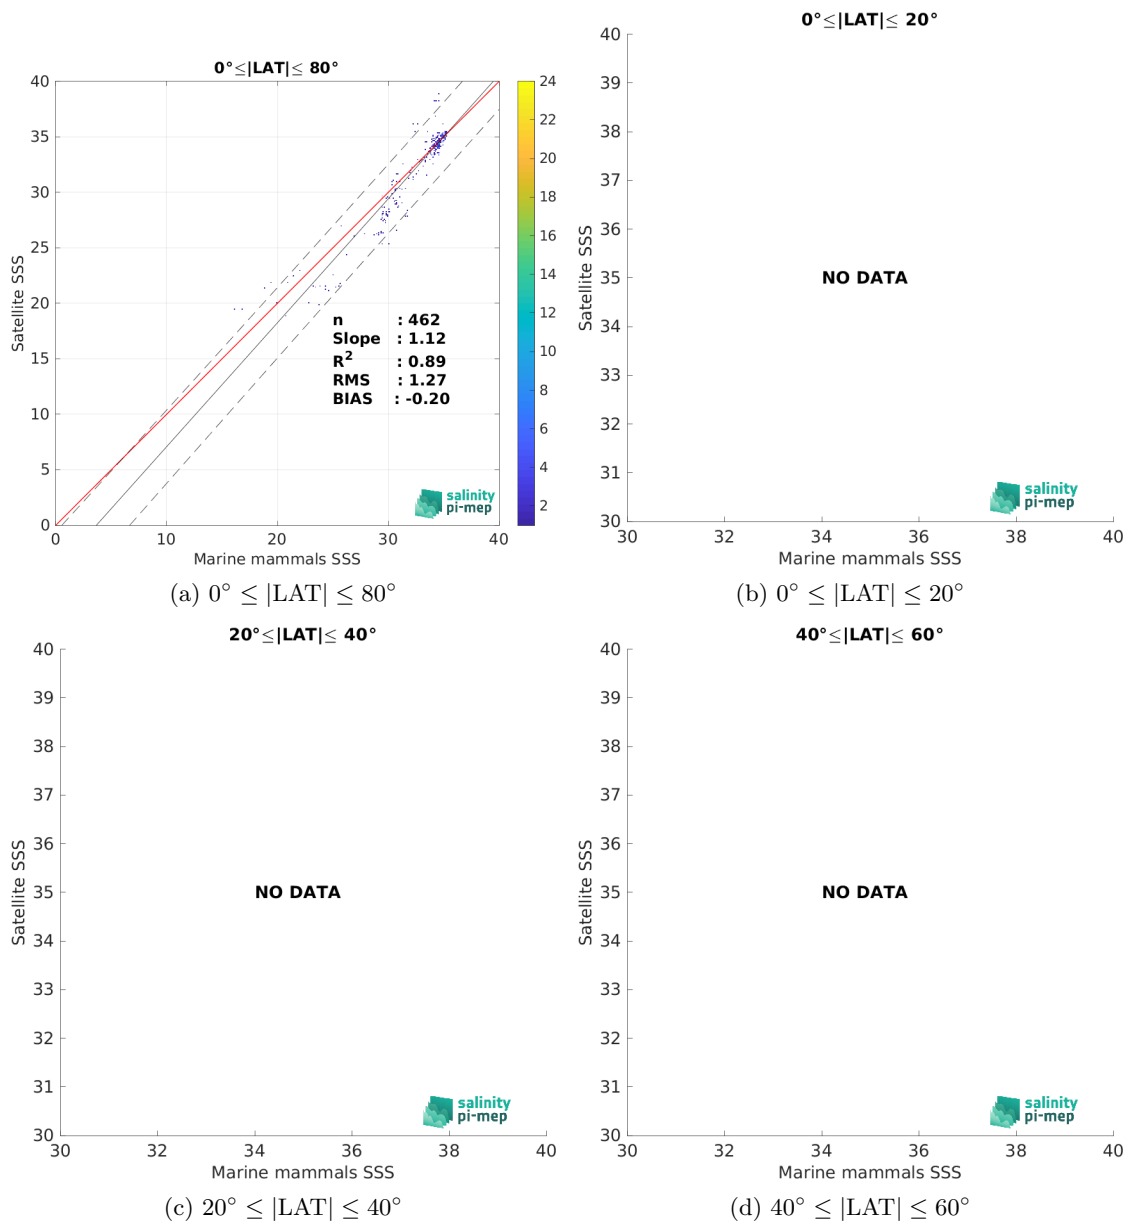 0°≤|LAT|≤ 80°
40
35
30
25
20
15
10
5
0
Satellite SSS
0
10
20
30
40
Marine mammals SSS
24
22
20
18
16
14
12
10
8
6
4
2
n : 462
Slope : 1.12
R² : 0.89
RMS : 1.27
BIAS : -0.20
salinity
pi-mep
(a) 0° ≤ |LAT| ≤ 80°
0°≤|LAT|≤ 20°
40
39
38
37
36
35
34
33
32
31
30
Satellite SSS
NO DATA
salinity
pi-mep
30
32
34
36
38
40
Marine mammals SSS
(b) 0° ≤ |LAT| ≤ 20°
20°≤|LAT|≤ 40°
40
39
38
37
36
35
34
33
32
31
30
Satellite SSS
NO DATA
salinity
pi-mep
30
32
34
36
38
40
Marine mammals SSS
(c) 20° ≤ |LAT| ≤ 40°
40°≤|LAT|≤ 60°
40
39
38
37
36
35
34
33
32
31
30
Satellite SSS
NO DATA
salinity
pi-mep
30
32
34
36
38
40
Marine mammals SSS
(d) 40° ≤ |LAT| ≤ 60°